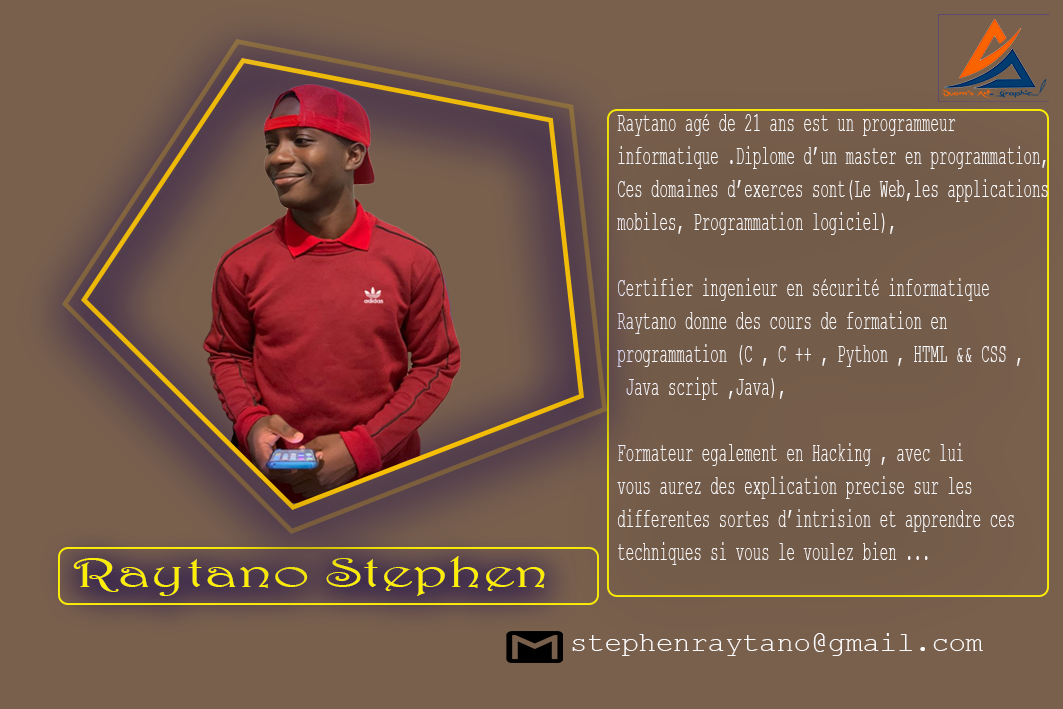 Raytano agé de 21 ans est un programmeur
informatique .Diplome d'un master en programmation,
Ces domaines d'exerces sont(Le Web,les applications
mobiles, Programmation logiciel),
Certifier ingenieur en sécurité informatique
Raytano donne des cours de formation en
programmation (C , C ++ , Python , HTML && CSS ,
Java script ,Java),
Formateur egalement en Hacking , avec lui
vous aurez des explication precise sur les
differentes sortes d'intrision et apprendre ces
techniques si vous le voulez bien ...
adidas
Raytano Stephen
stephenraytano@gmail.com